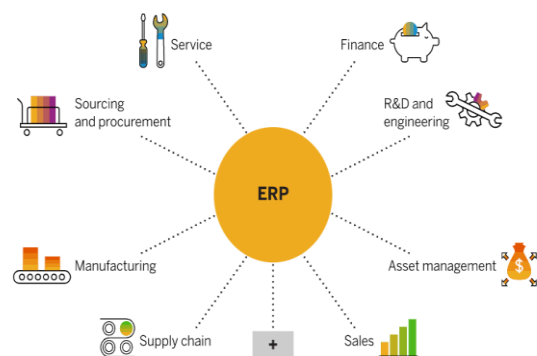 Service
Finance
Sourcing
and procurement
R&D and
engineering
ERP
$
Manufacturing
Asset management
Supply chain
+
Sales